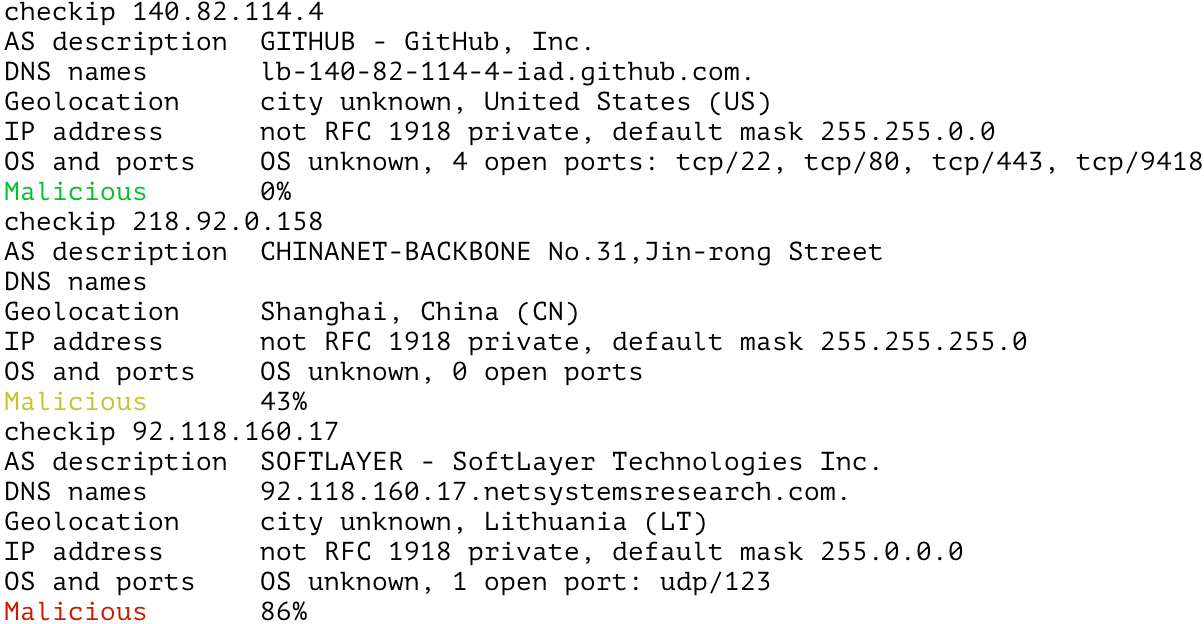 checkip 140.82.114.4
AS description  GITHUB - GitHub, Inc.
DNS names       lb-140-82-114-4-iad.github.com.
Geolocation     city unknown, United States (US)
IP address      not RFC 1918 private, default mask 255.255.0.0
OS and ports    OS unknown, 4 open ports: tcp/22, tcp/80, tcp/443, tcp/9418
Malicious       0%
checkip 218.92.0.158
AS description  CHINANET-BACKBONE No.31,Jin-rong Street
DNS names
Geolocation     Shanghai, China (CN)
IP address      not RFC 1918 private, default mask 255.255.255.0
OS and ports    OS unknown, 0 open ports
Malicious       43%
checkip 92.118.160.17
AS description  SOFTLAYER - SoftLayer Technologies Inc.
DNS names       92.118.160.17.netsystemsresearch.com.
Geolocation     city unknown, Lithuania (LT)
IP address      not RFC 1918 private, default mask 255.0.0.0
OS and ports    OS unknown, 1 open port: udp/123
Malicious       86%